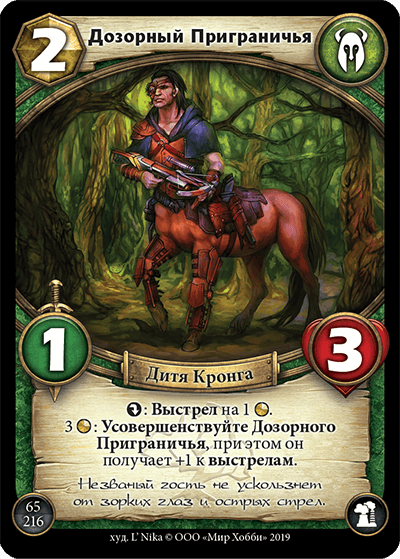 2
Дозорный Приграничья
1
3
Дитя Кронга
: Выстрел на 1 .
3 : Усовершенствуйте Дозорного
Приграничья, при этом он
получает +1 к выстрелам.
Незваный гость не ускользнет
от зорких глаз и острых стрел.
65
216
худ. L' Nika © ООО «Мир Хобби» 2019